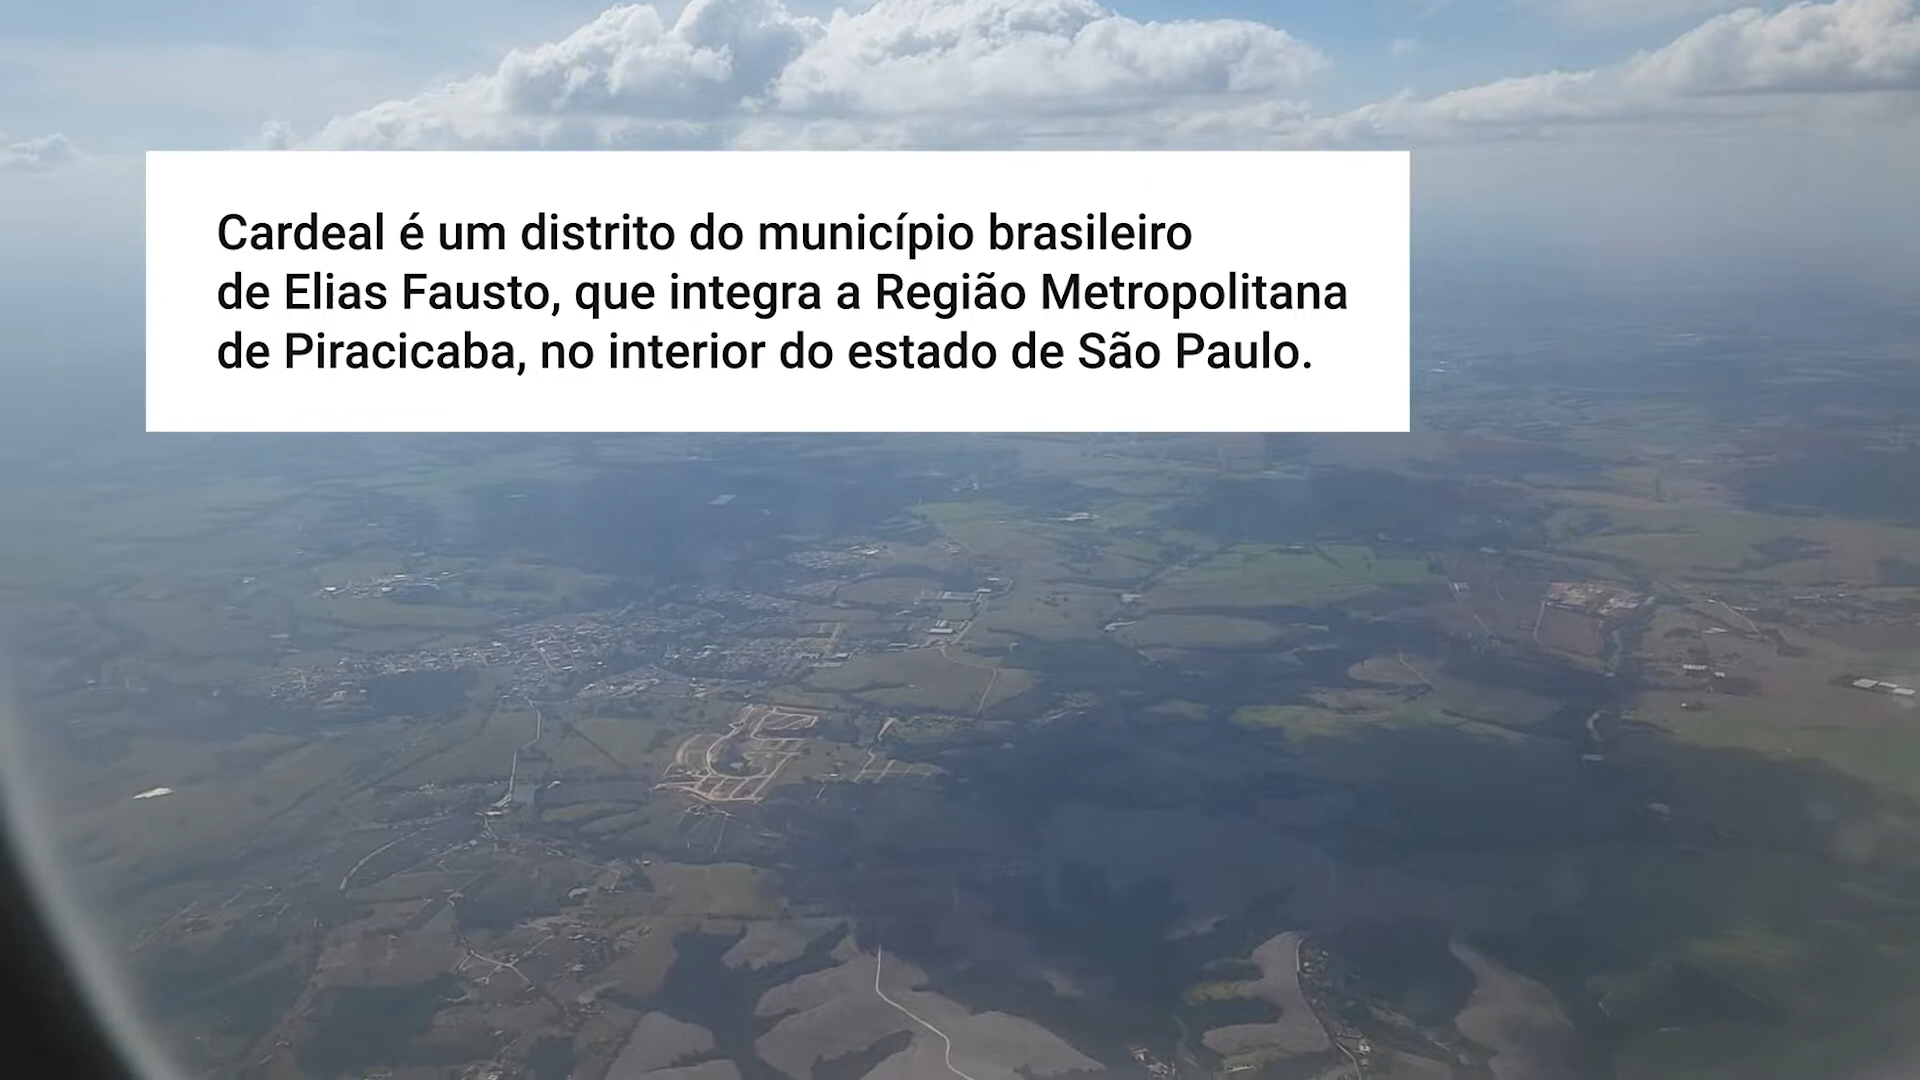 Cardeal é um distrito do município brasileiro
de Elias Fausto, que integra a Região Metropolitana
de Piracicaba, no interior do estado de São Paulo.